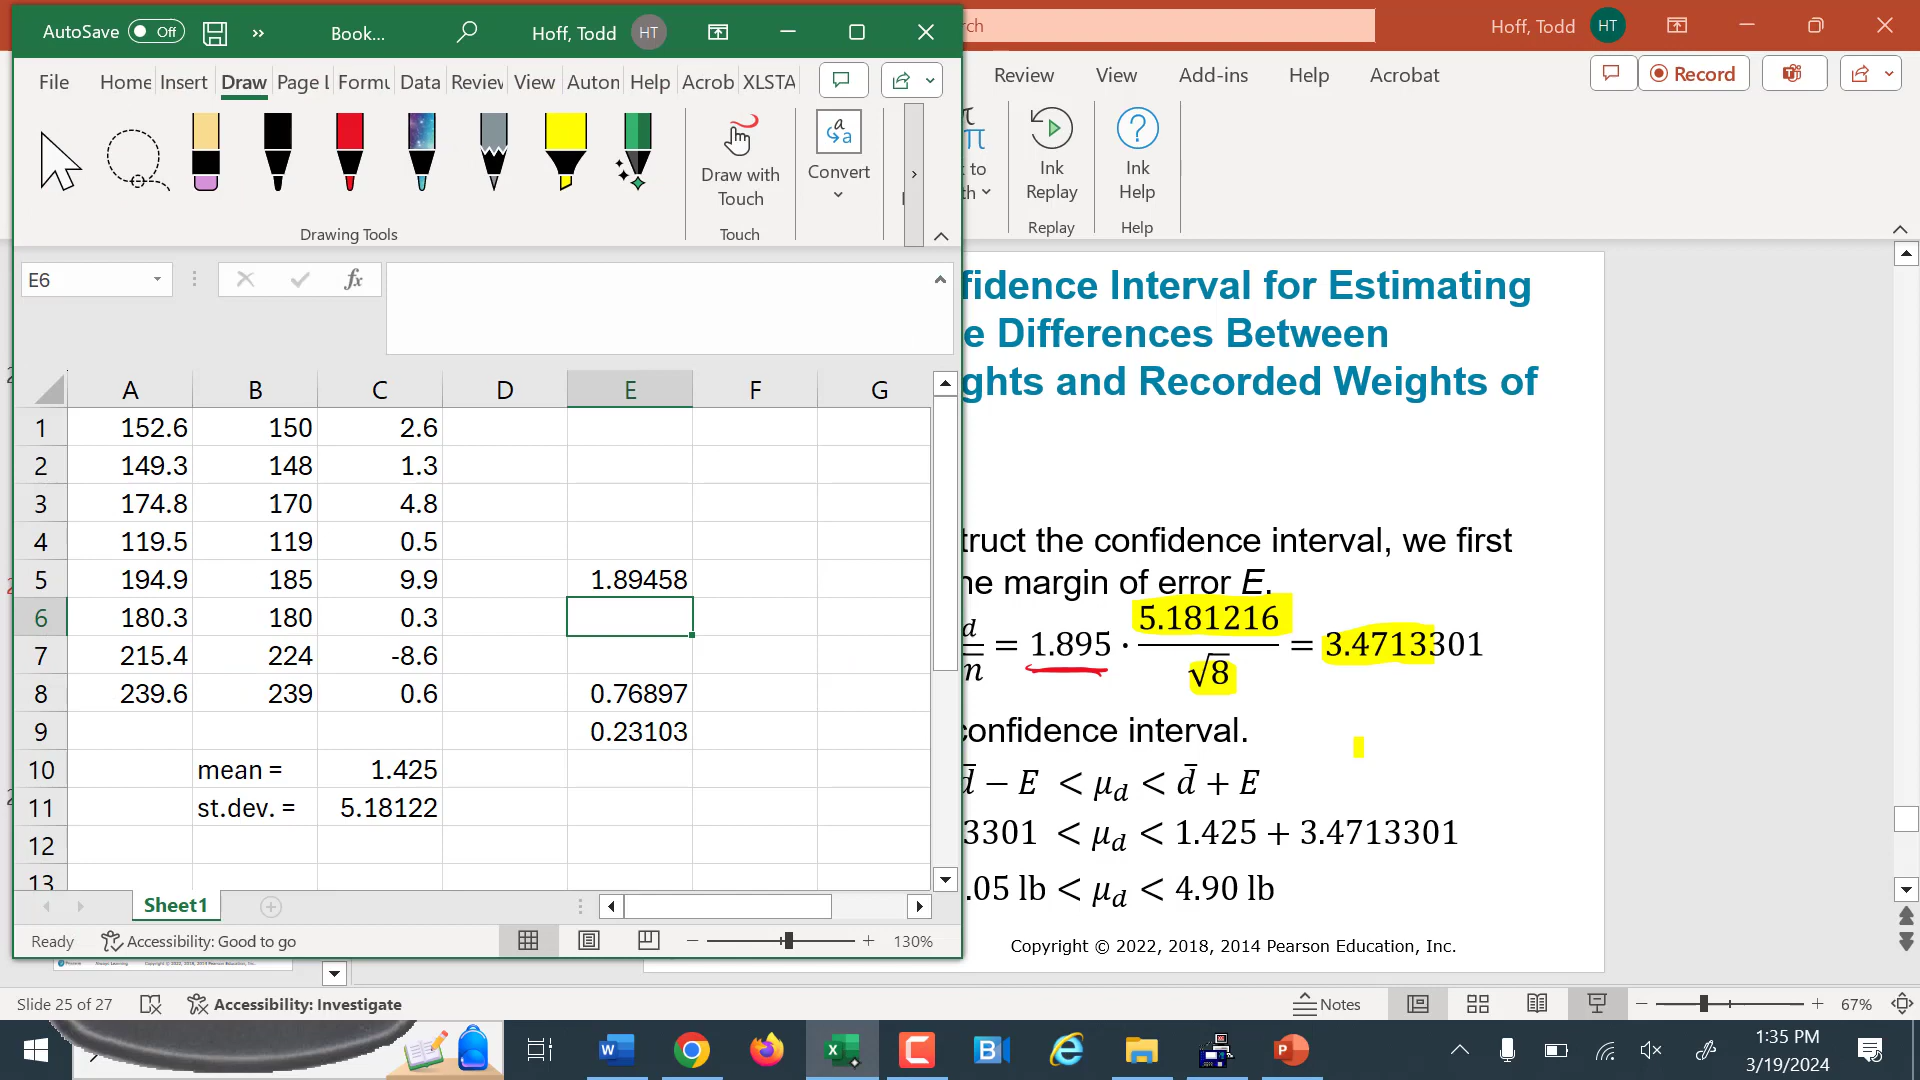 AutoSave Off Book... Hoff, Todd HT
rch Hoff, Todd HT
File Home Insert Draw Page L Formu Data Review View Autom Help Acrob XLSTA
Review View Add-ins Help Acrobat Record
Draw with
Touch
Convert
Drawing Tools
Touch
Ink
Replay
Replay
Ink
Help
Help
E6
fx
A B C D E F G
1 152.6 150 2.6
2 149.3 148 1.3
3 174.8 170 4.8
4 119.5 119 0.5
5 194.9 185 9.9 1.89458
6 180.3 180 0.3
7 215.4 224 -8.6
8 239.6 239 0.6 0.76897
9 0.23103
10 mean = 1.425
11 st.dev. = 5.18122
12
13
Sheet1
Ready Accessibility: Good to go 130%
fidence Interval for Estimating
e Differences Between
ghts and Recorded Weights of
truct the confidence interval, we first
ne margin of error E.
d/n = 1.895 · 5.181216/√8 = 3.4713301
confidence interval.
d̄ − E < μd < d̄ + E
3301 < μd < 1.425 + 3.4713301
.05 lb < μd < 4.90 lb
Copyright © 2022, 2018, 2014 Pearson Education, Inc.
Slide 25 of 27 Accessibility: Investigate Notes 67%
1:35 PM
3/19/2024